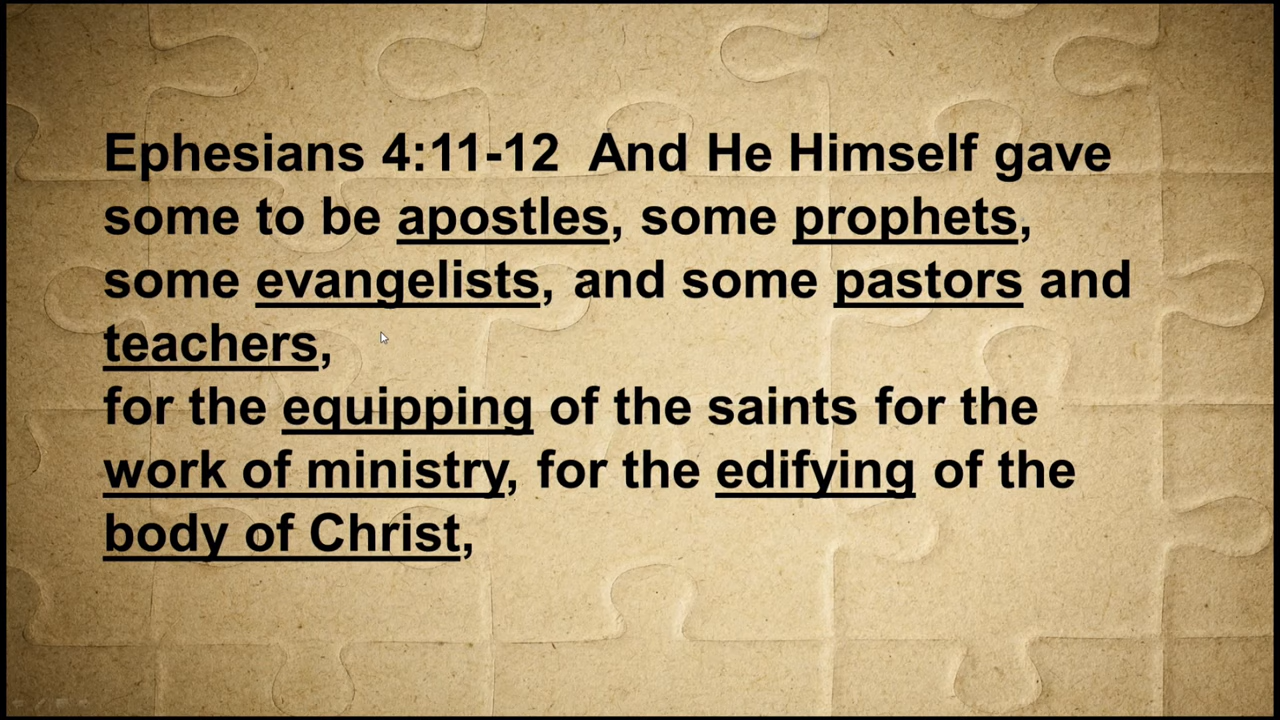 Ephesians 4:11-12  And He Himself gave
some to be apostles, some prophets,
some evangelists, and some pastors and
teachers,
for the equipping of the saints for the
work of ministry, for the edifying of the
body of Christ,